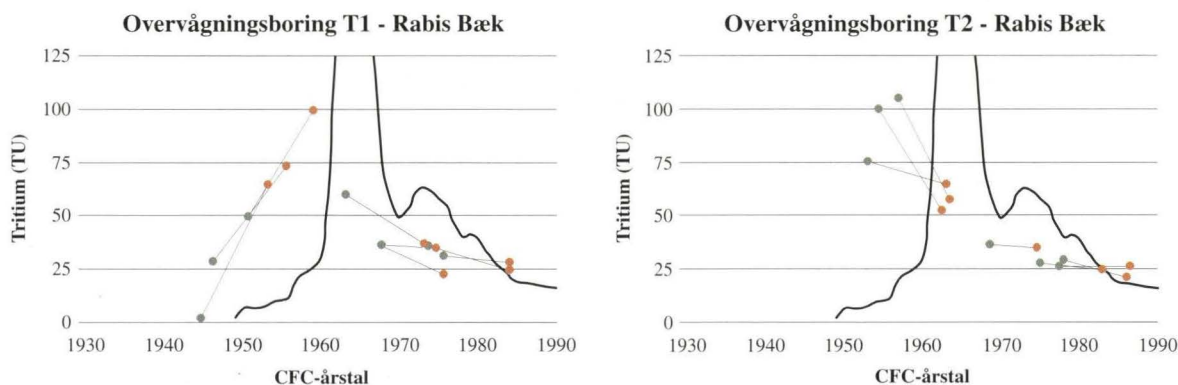 Overvågningsboring T1 - Rabis Bæk
Tritium (TU)
125
100
75
50
25
0
1930 1940 1950 1960 1970 1980 1990
CFC-årstal
Overvågningsboring T2 - Rabis Bæk
Tritium (TU)
125
100
75
50
25
0
1930 1940 1950 1960 1970 1980 1990
CFC-årstal